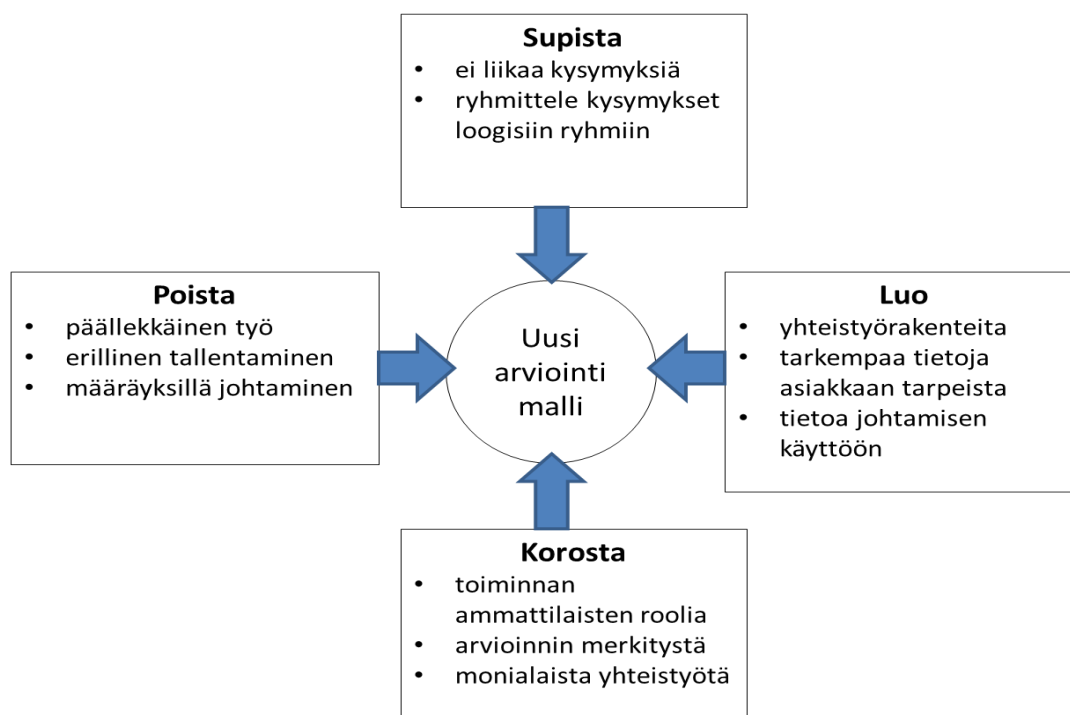 Supista
• ei liikaa kysymyksiä
• ryhmittele kysymykset
loogisiin ryhmiin
Poista
• päällekkäinen työ
• erillinen tallentaminen
• määräyksillä johtaminen
Uusi
arviointi
malli
Luo
• yhteistyörakenteita
• tarkempaa tietoja
asiakkaan tarpeista
• tietoa johtamisen
käyttöön
Korosta
• toiminnan
ammattilaisten roolia
• arvioinnin merkitystä
• monialaista yhteistyötä